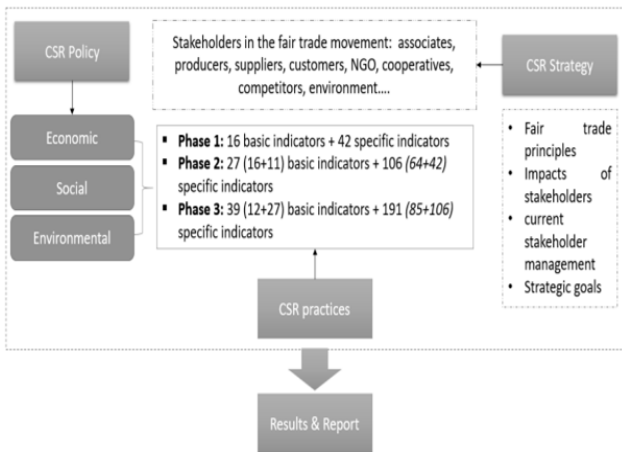 CSR Policy
Stakeholders in the fair trade movement: associates,
producers, suppliers, customers, NGO, cooperatives,
competitors, environment....
CSR Strategy
Economic
Social
Environmental
▪ Phase 1: 16 basic indicators + 42 specific indicators
▪ Phase 2: 27 (16+11) basic indicators + 106 (64+42)
specific indicators
▪ Phase 3: 39 (12+27) basic indicators + 191 (85+106)
specific indicators
• Fair trade
principles
• Impacts of
stakeholders
• current
stakeholder
management
• Strategic goals
CSR practices
Results & Report